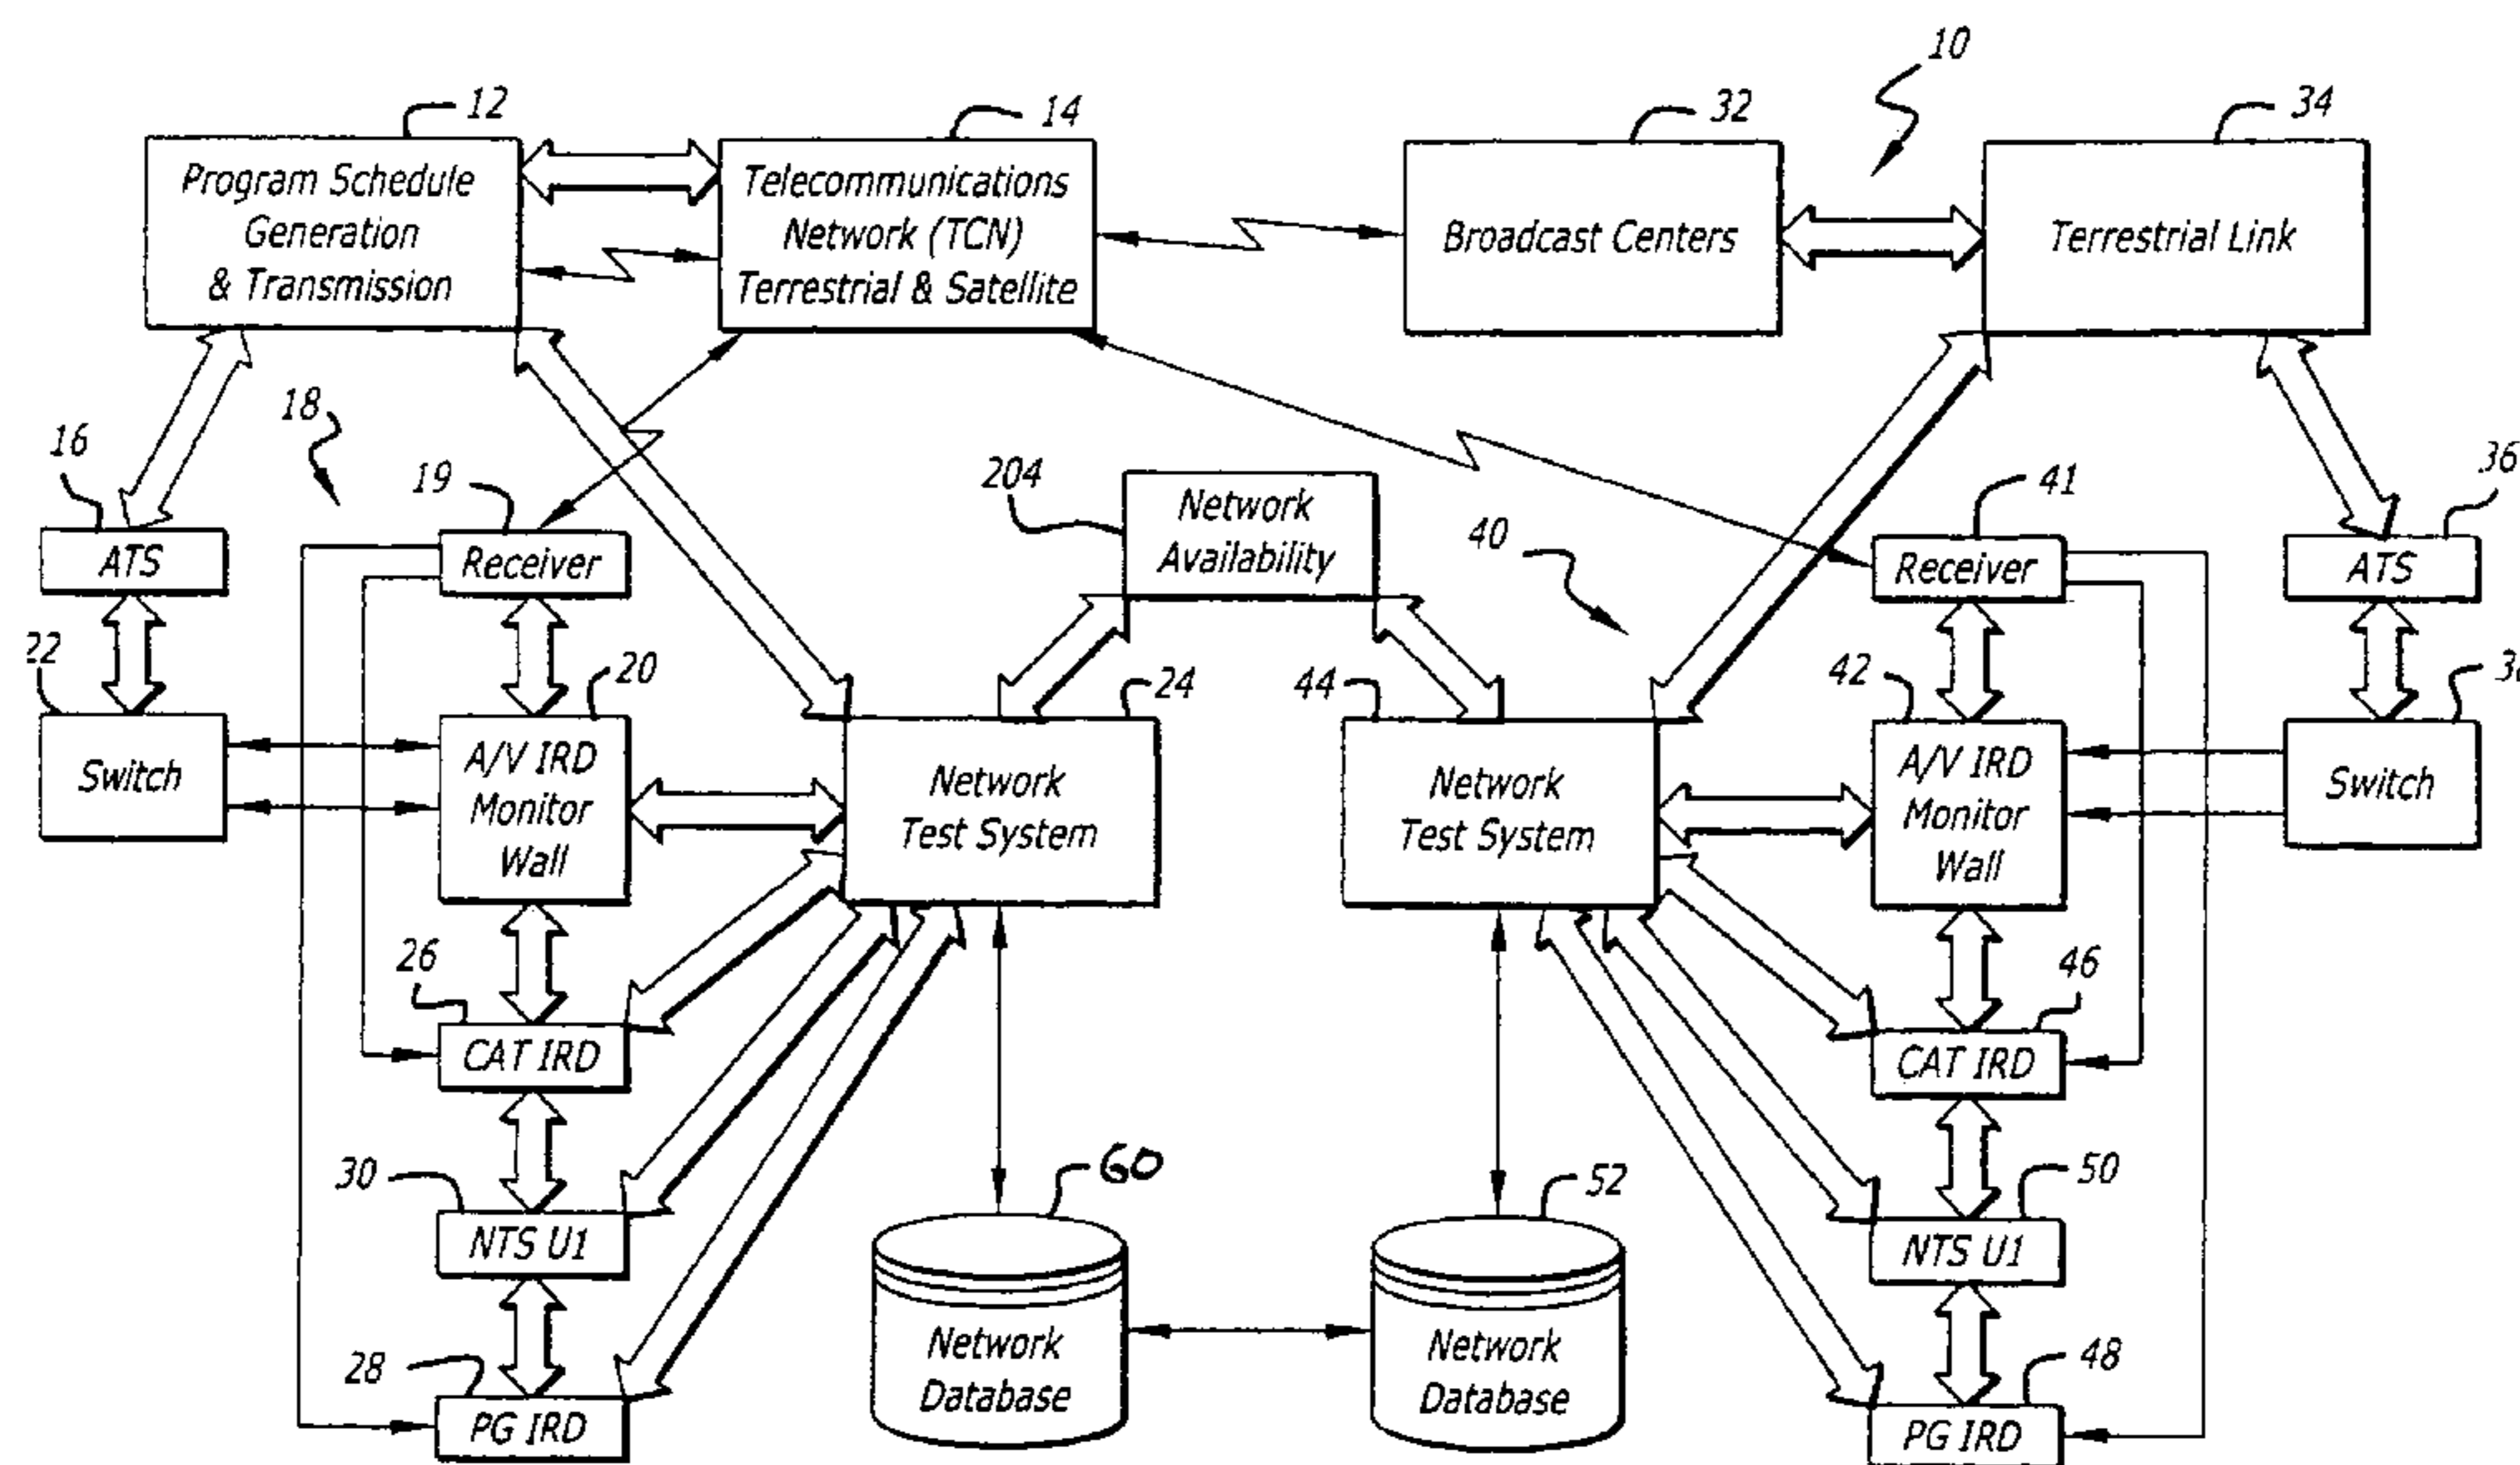 10
12
14
32
34
Program Schedule
Generation
& Transmission
Telecommunications
Network (TCN)
Terrestrial & Satellite
Broadcast Centers
Terrestrial Link
16
18
19
204
40
41
36
ATS
Receiver
Network
Availability
Receiver
ATS
22
20
24
44
42
Switch
A/V IRD
Monitor
Wall
Network
Test System
Network
Test System
A/V IRD
Monitor
Wall
Switch
26
46
CAT IRD
CAT IRD
30
60
52
50
NTS U1
NTS U1
28
48
Network
Database
Network
Database
PG IRD
PG IRD